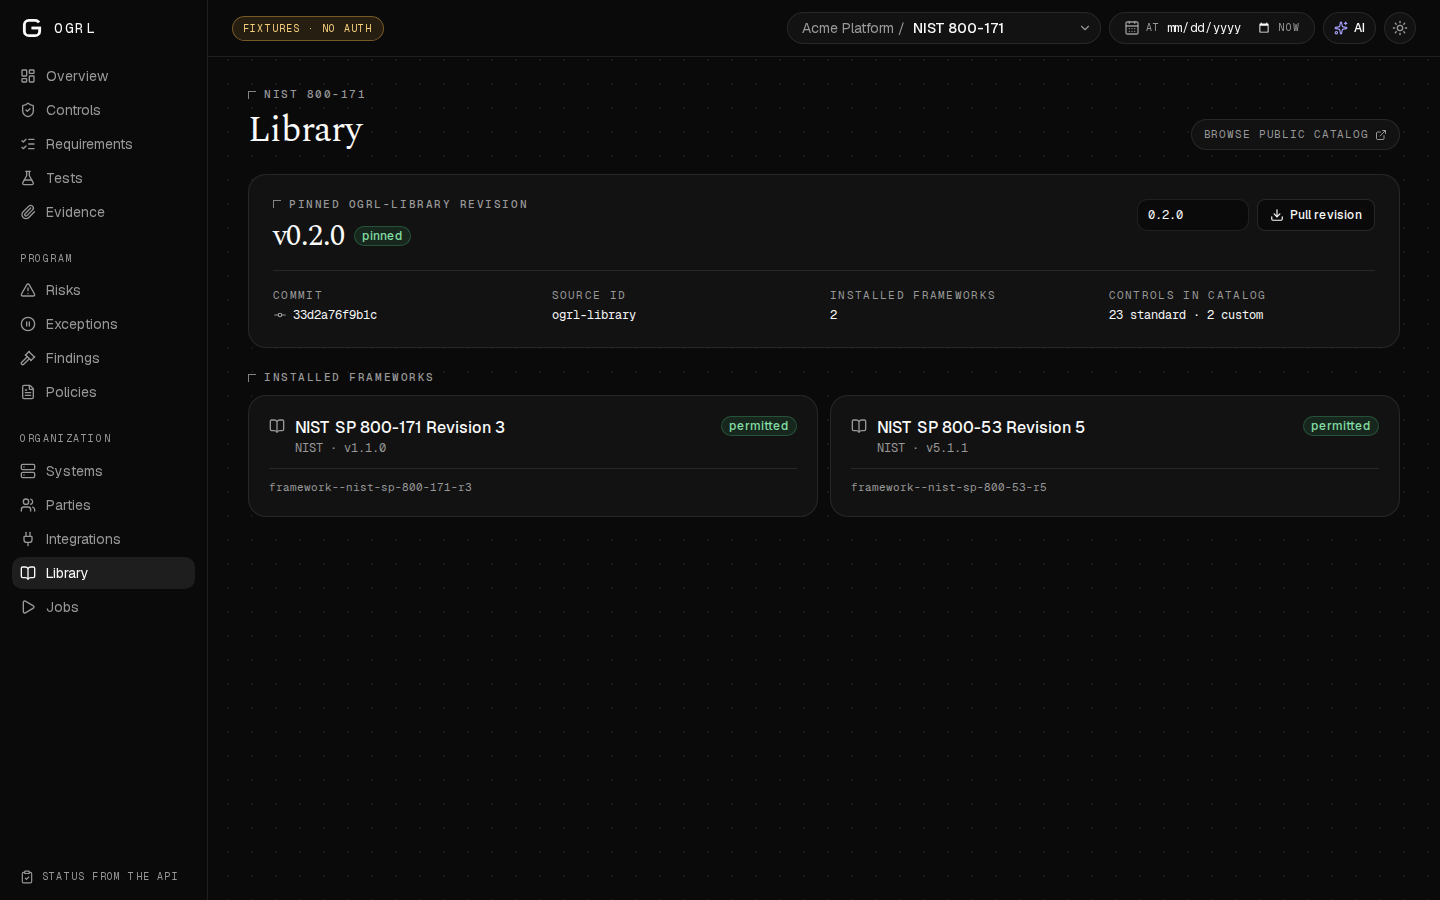 OGRL
Overview
Controls
Requirements
Tests
Evidence
PROGRAM
Risks
Exceptions
Findings
Policies
ORGANIZATION
Systems
Parties
Integrations
Library
Jobs
STATUS FROM THE API
FIXTURES · NO AUTH
Acme Platform / NIST 800-171
AT mm/dd/yyyy NOW
AI
NIST 800-171
Library
BROWSE PUBLIC CATALOG
PINNED OGRL-LIBRARY REVISION
v0.2.0 pinned
0.2.0
Pull revision
COMMIT
33d2a76f9b1c
SOURCE ID
ogrl-library
INSTALLED FRAMEWORKS
2
CONTROLS IN CATALOG
23 standard · 2 custom
INSTALLED FRAMEWORKS
NIST SP 800-171 Revision 3
permitted
NIST · v1.1.0
framework--nist-sp-800-171-r3
NIST SP 800-53 Revision 5
permitted
NIST · v5.1.1
framework--nist-sp-800-53-r5